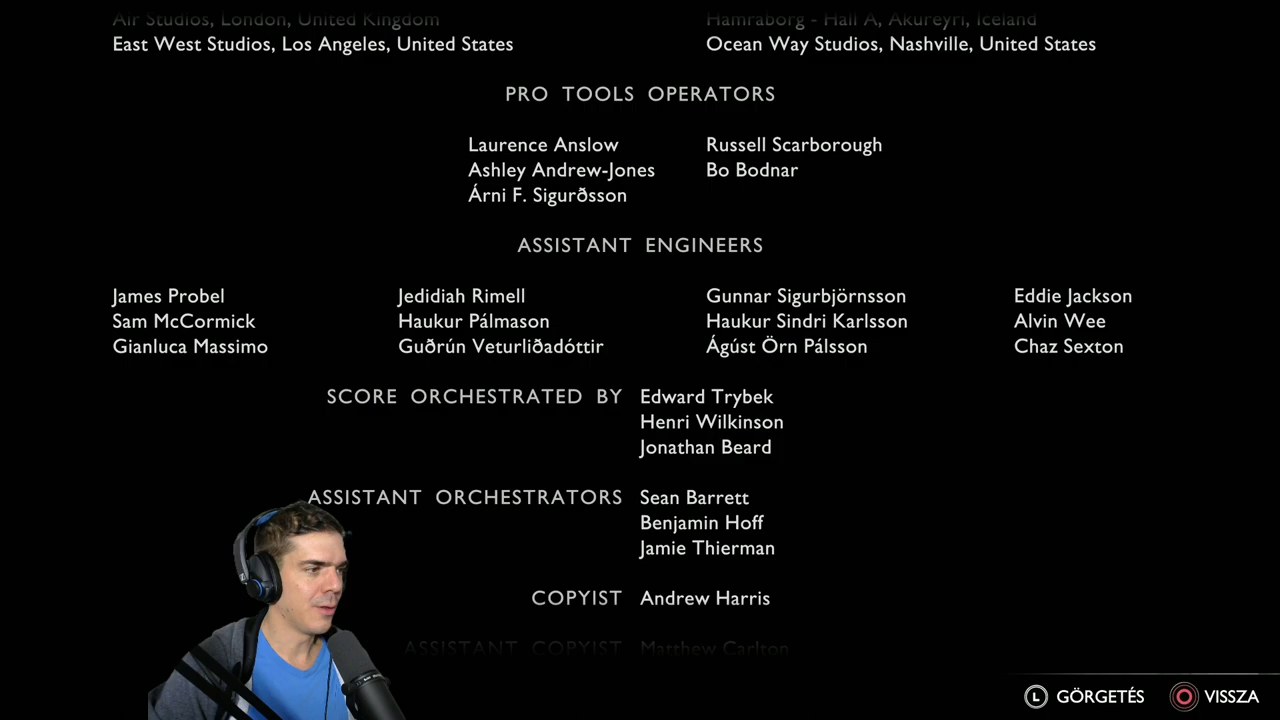 Air Studios, London, United Kingdom Hamraborg - Hall A, Akureyri, Iceland
East West Studios, Los Angeles, United States Ocean Way Studios, Nashville, United States
PRO TOOLS OPERATORS
Laurence Anslow Russell Scarborough
Ashley Andrew-Jones Bo Bodnar
Árni F. Sigurðsson
ASSISTANT ENGINEERS
James Probel Jedidiah Rimell Gunnar Sigurbjörnsson Eddie Jackson
Sam McCormick Haukur Pálmason Haukur Sindri Karlsson Alvin Wee
Gianluca Massimo Guðrún Veturliðadóttir Ágúst Örn Pálsson Chaz Sexton
SCORE ORCHESTRATED BY Edward Trybek
Henri Wilkinson
Jonathan Beard
ASSISTANT ORCHESTRATORS Sean Barrett
Benjamin Hoff
Jamie Thierman
COPYIST Andrew Harris
ASSISTANT COPYIST Matthew Carlton
L GÖRGETÉS VISSZA